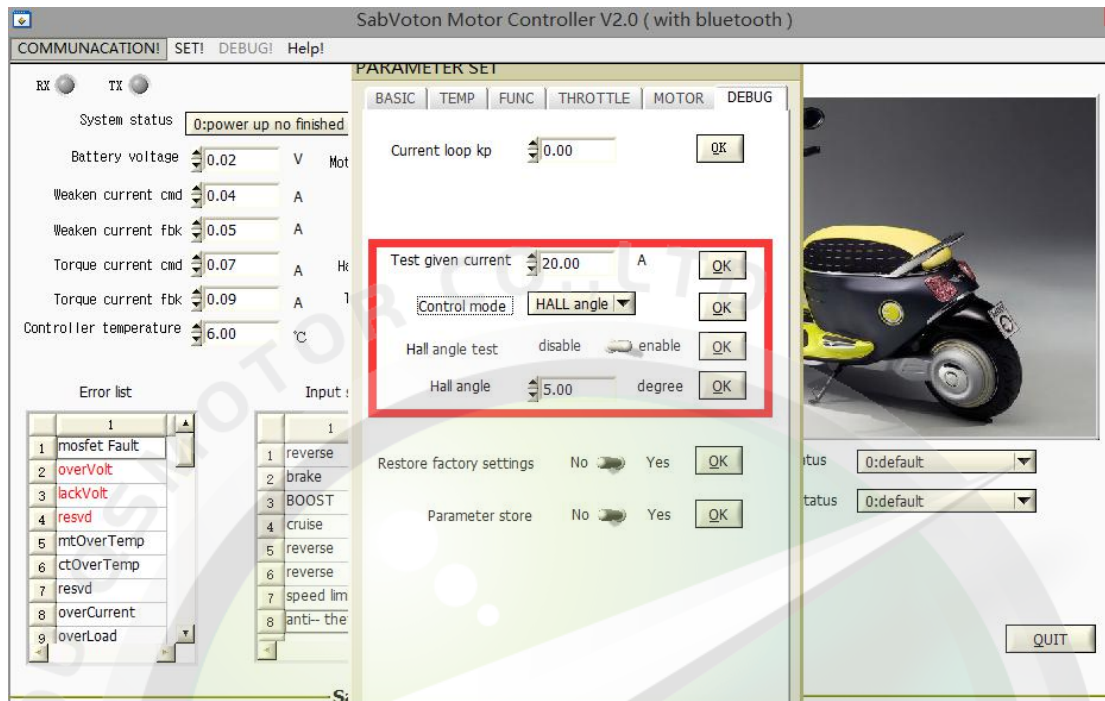 SabVoton Motor Controller V2.0 ( with bluetooth )
COMMUNACATION! SET! DEBUG! Help!
RX TX
System status 0:power up no finished
Battery voltage 0.02 V Mot
Weaken current cmd 0.04 A
Weaken current fbk 0.05 A
Torque current cmd 0.07 A
Torque current fbk 0.09 A
Controller temperature 6.00 ℃
Error list
1
1 mosfet Fault
2 overVolt
3 lackVolt
4 resvd
5 mtOverTemp
6 ctOverTemp
7 resvd
8 overCurrent
9 overLoad
Input
1
1 reverse
2 brake
3 BOOST
4 cruise
5 reverse
6 reverse
7 speed lim
8 anti-- the
PARAMETER SET
BASIC TEMP FUNC THROTTLE MOTOR DEBUG
Current loop kp 0.00 OK
Test given current 20.00 A OK
Control mode HALL angle OK
Hall angle test disable enable OK
Hall angle 5.00 degree OK
Restore factory settings No Yes OK
Parameter store No Yes OK
tus 0:default
tatus 0:default
QUIT